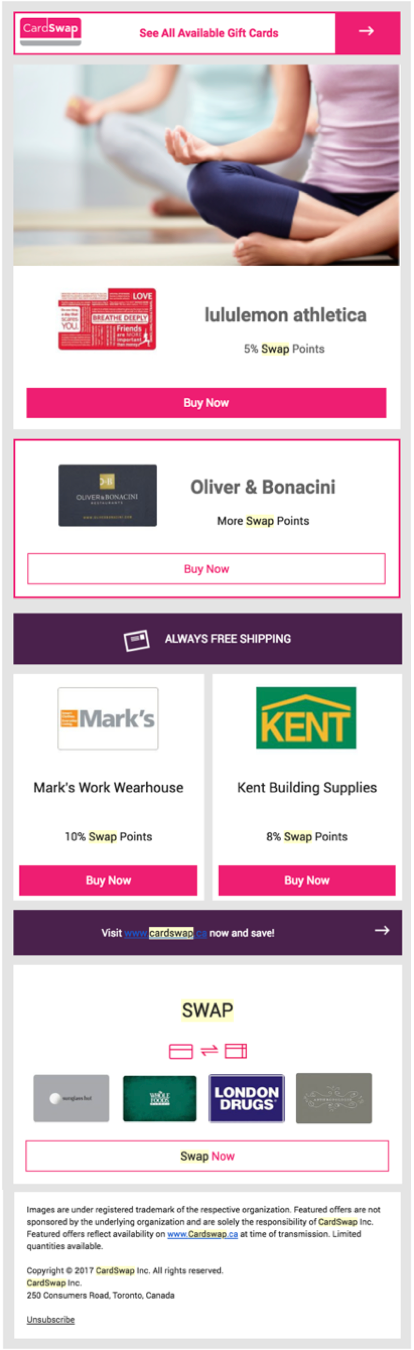 CardSwap
See All Available Gift Cards
LOVE
BREATHE DEEPLY
Friends
are MORE
important
YOU.
lululemon athletica
5% Swap Points
Buy Now
OLIVER & BONACINI
RESTAURANTS
Oliver & Bonacini
More Swap Points
Buy Now
ALWAYS FREE SHIPPING
Mark's
KENT
Mark's Work Wearhouse
Kent Building Supplies
10% Swap Points
8% Swap Points
Buy Now
Buy Now
Visit www.cardswap.ca now and save!
SWAP
WHOLE
FOODS
LONDON
DRUGS
Swap Now
Images are under registered trademark of the respective organization. Featured offers are not
sponsored by the underlying organization and are solely the responsibility of CardSwap Inc.
Featured offers reflect availability on www.Cardswap.ca at time of transmission. Limited
quantities available.
Copyright © 2017 CardSwap Inc. All rights reserved.
CardSwap Inc.
250 Consumers Road, Toronto, Canada
Unsubscribe